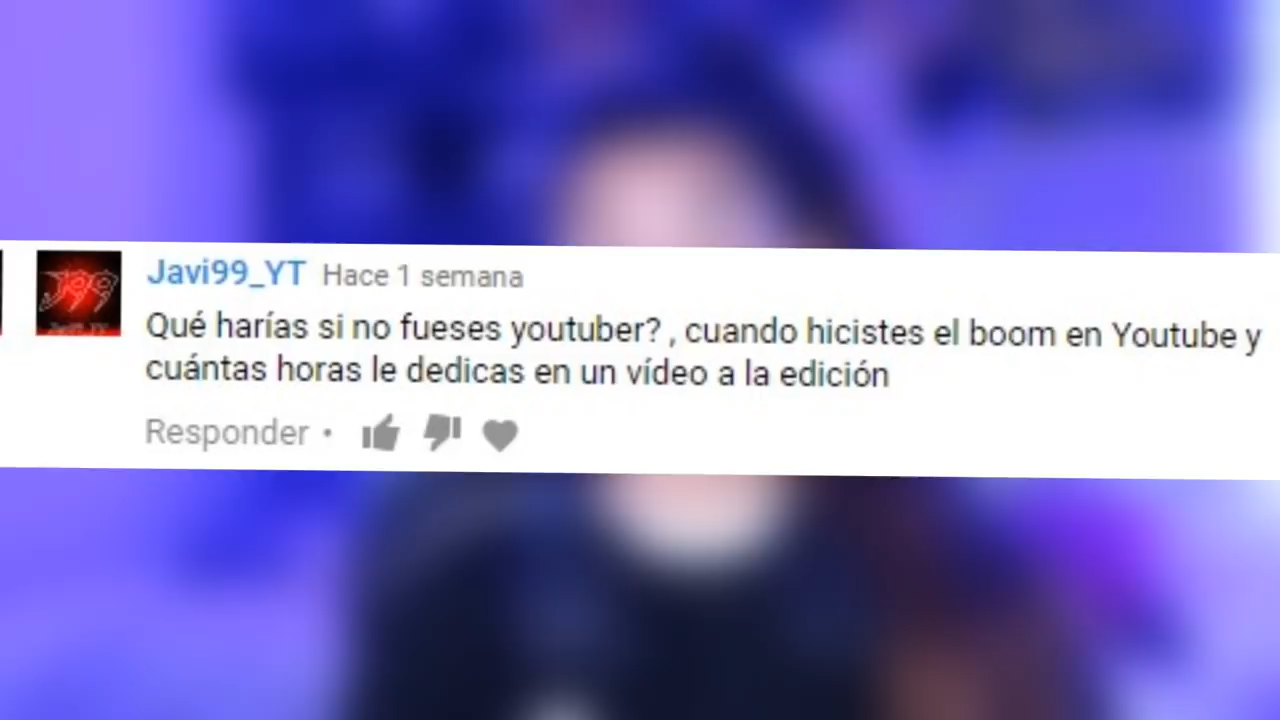 Javi99_YT Hace 1 semana
Qué harías si no fueses youtuber? , cuando hicistes el boom en Youtube y
cuántas horas le dedicas en un vídeo a la edición
Responder •